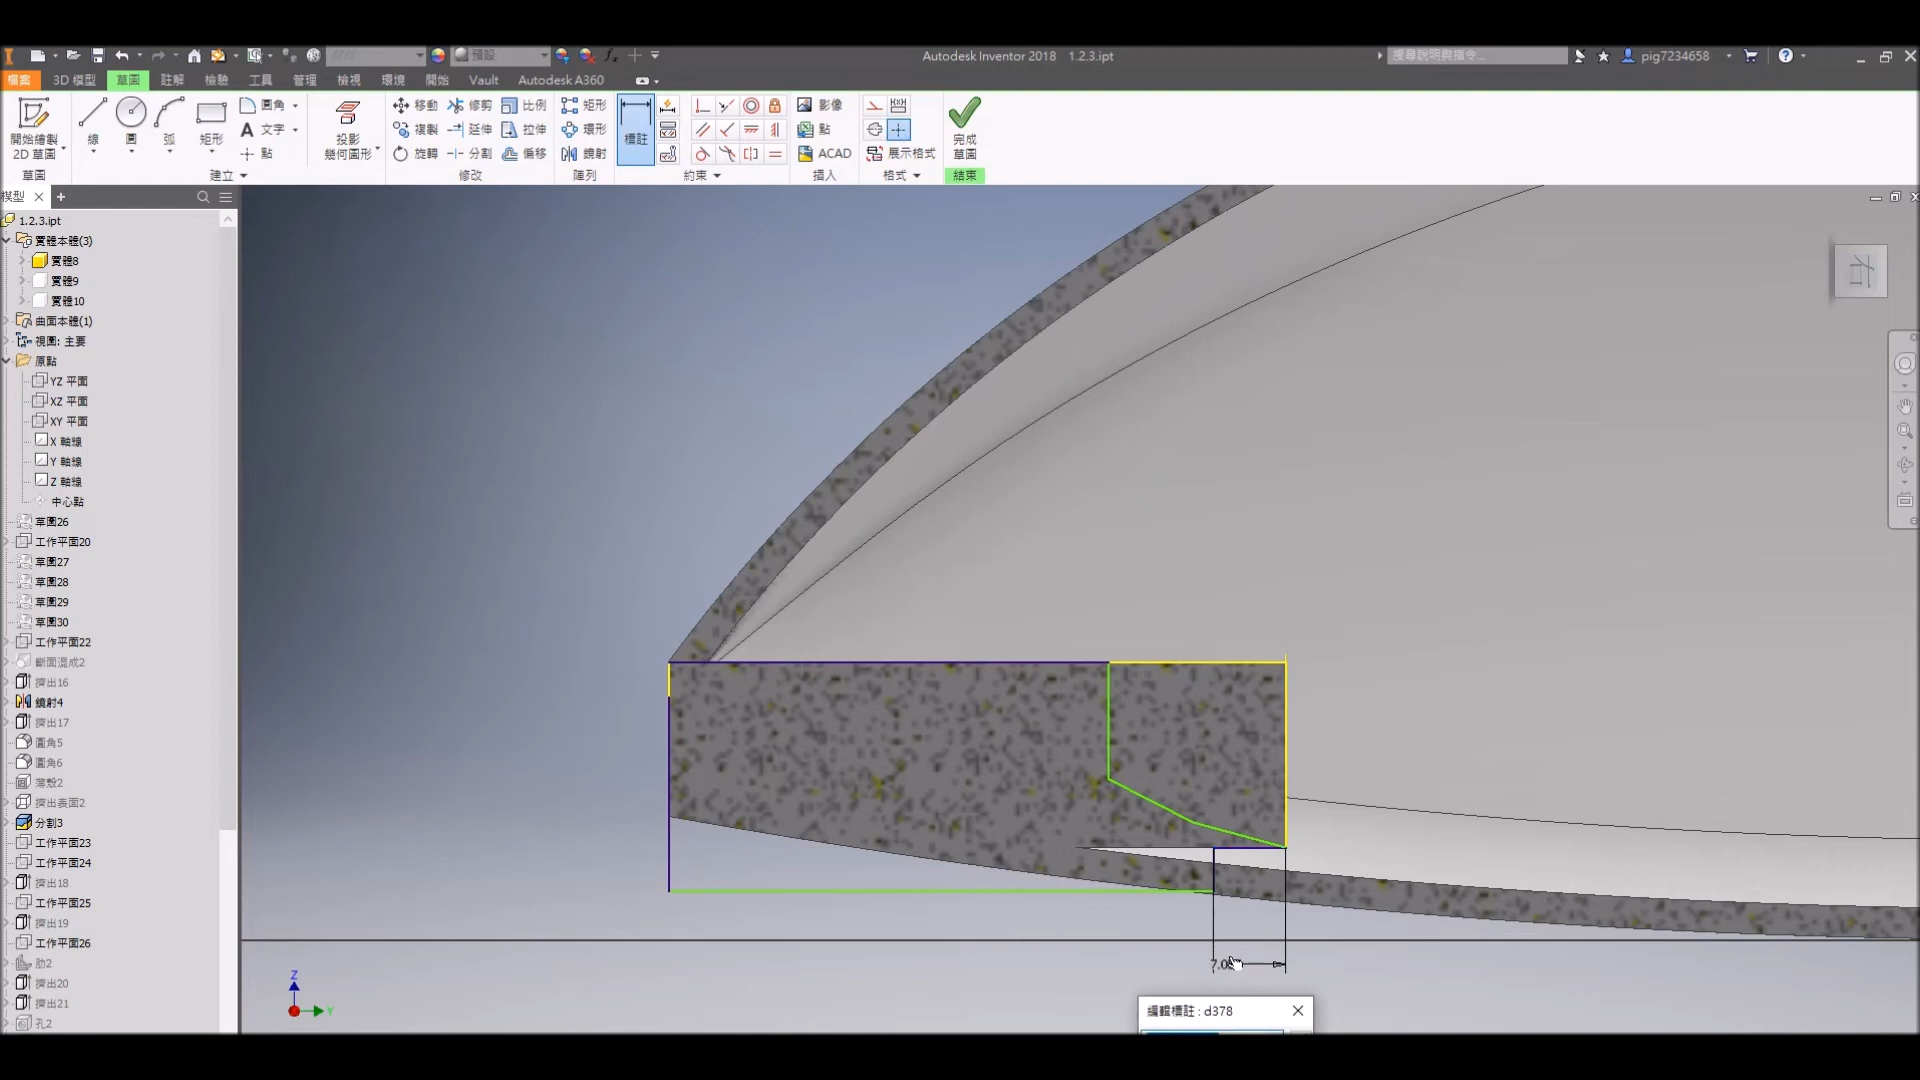 Autodesk Inventor 2018 1.2.3.ipt
搜尋說明與指令...
pig7234658
預設
檔案 3D 模型 草圖 註解 檢驗 工具 管理 檢視 環境 開始 Vault Autodesk A360
開始繪製
2D 草圖
線
圓
弧
矩形
圓角
文字
點
投影
幾何圖形
移動
修剪
比例
複製
延伸
拉伸
旋轉
分割
偏移
矩形
環形
鏡射
標註
影像
點
ACAD
展示格式
完成
草圖
草圖 建立 修改 陣列 約束 插入 格式 結束
模型
1.2.3.ipt
實體本體(3)
實體8
實體9
實體10
曲面本體(1)
視圖: 主要
原點
YZ 平面
XZ 平面
XY 平面
X 軸線
Y 軸線
Z 軸線
中心點
草圖26
工作平面20
草圖27
草圖28
草圖29
草圖30
工作平面22
斷面混成2
擠出16
鏡射4
擠出17
圓角5
圓角6
薄殼2
擠出表面2
分割3
工作平面23
工作平面24
擠出18
工作平面25
擠出19
工作平面26
肋2
擠出20
擠出21
孔2
Z
Y
編輯標註 : d378